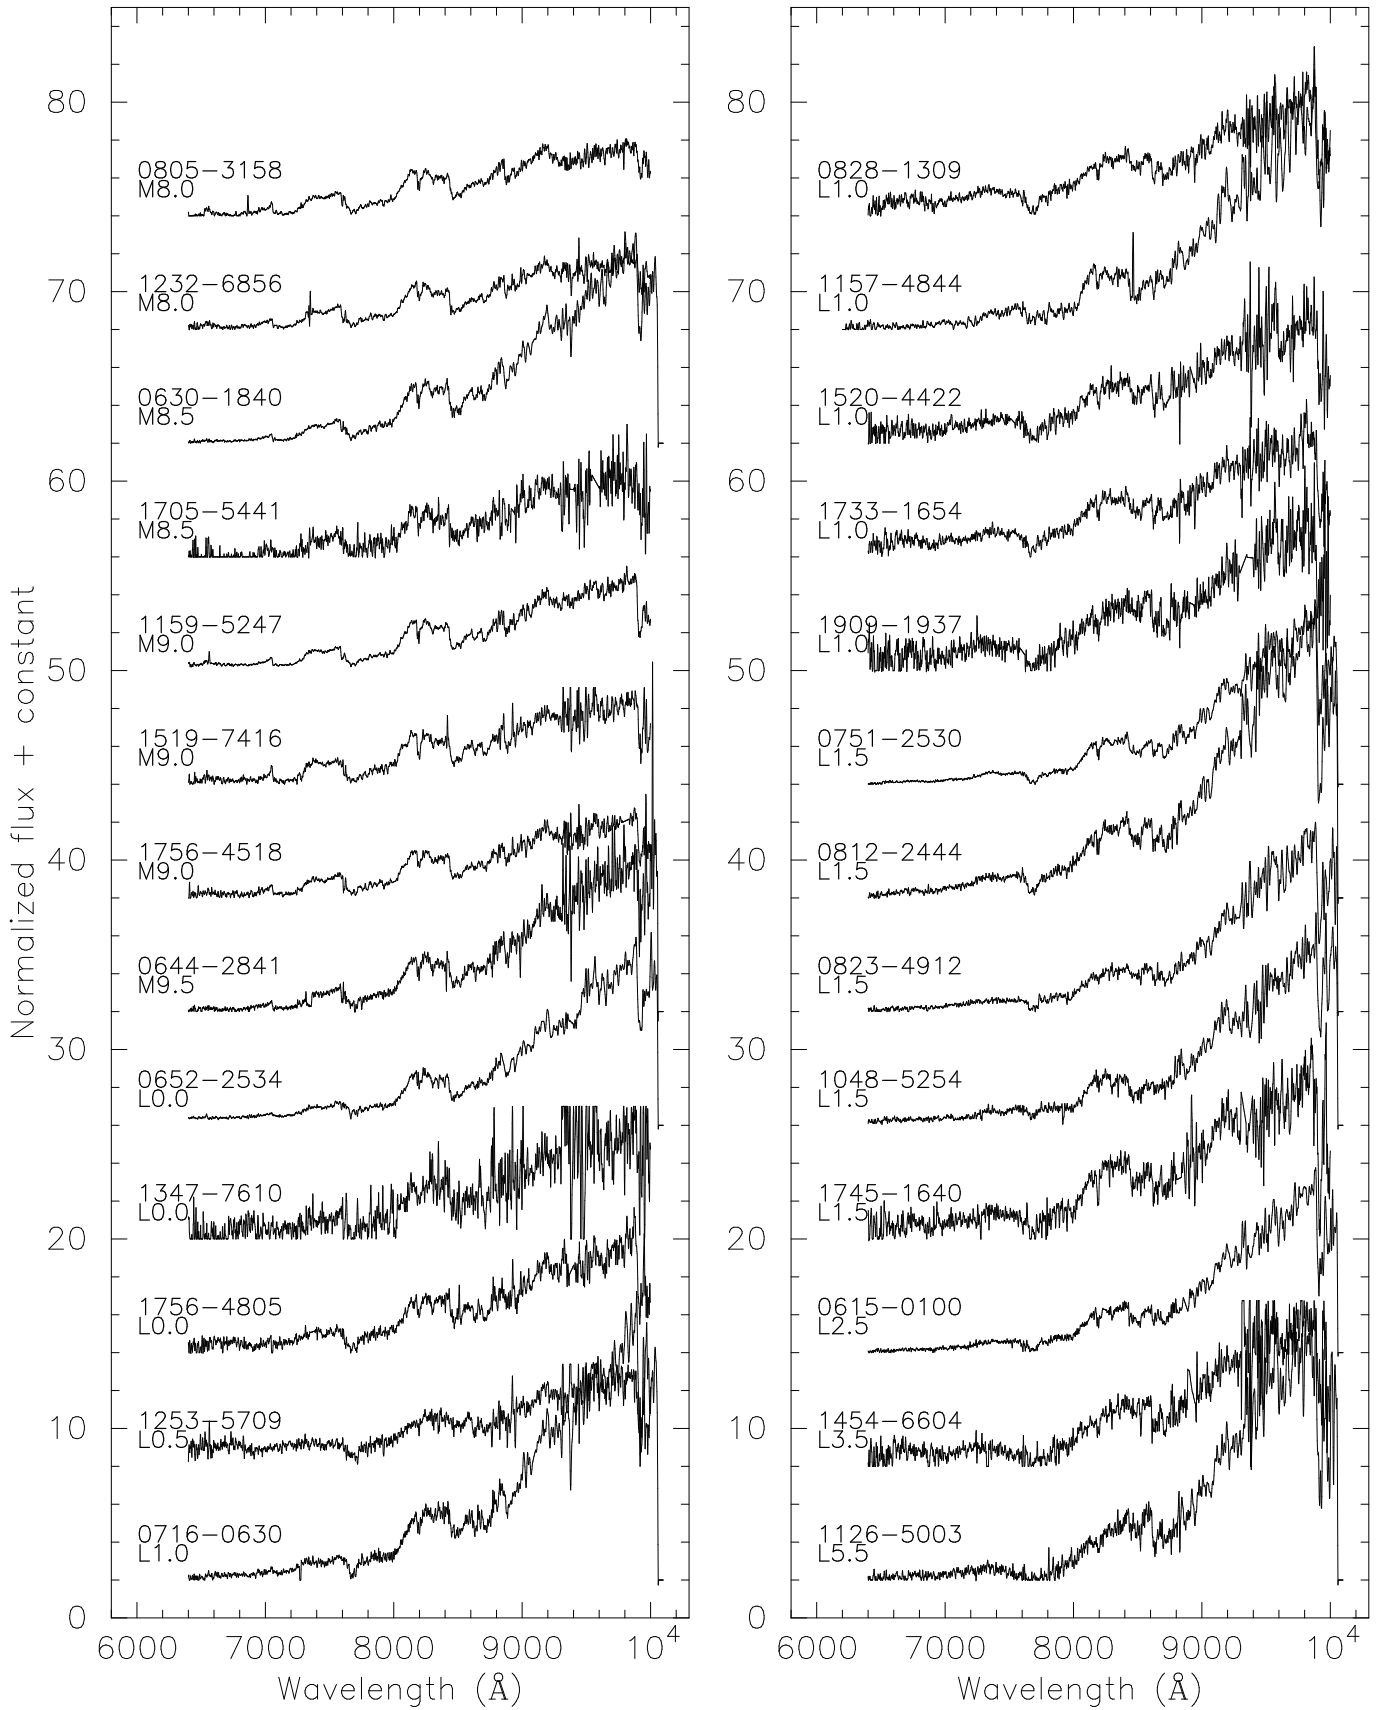 Normalized flux + constant
80
70
60
50
40
30
20
10
0
0805−3158
M8.0
1232−6856
M8.0
0630−1840
M8.5
1705−5441
M8.5
1159−5247
M9.0
1519−7416
M9.0
1756−4518
M9.0
0644−2841
M9.5
0652−2534
L0.0
1347−7610
L0.0
1756−4805
L0.0
1253−5709
L0.5
0716−0630
L1.0
6000 7000 8000 9000 10⁴
Wavelength (Å)
80
70
60
50
40
30
20
10
0
0828−1309
L1.0
1157−4844
L1.0
1520−4422
L1.0
1733−1654
L1.0
1909−1937
L1.0
0751−2530
L1.5
0812−2444
L1.5
0823−4912
L1.5
1048−5254
L1.5
1745−1640
L1.5
0615−0100
L2.5
1454−6604
L3.5
1126−5003
L5.5
6000 7000 8000 9000 10⁴
Wavelength (Å)